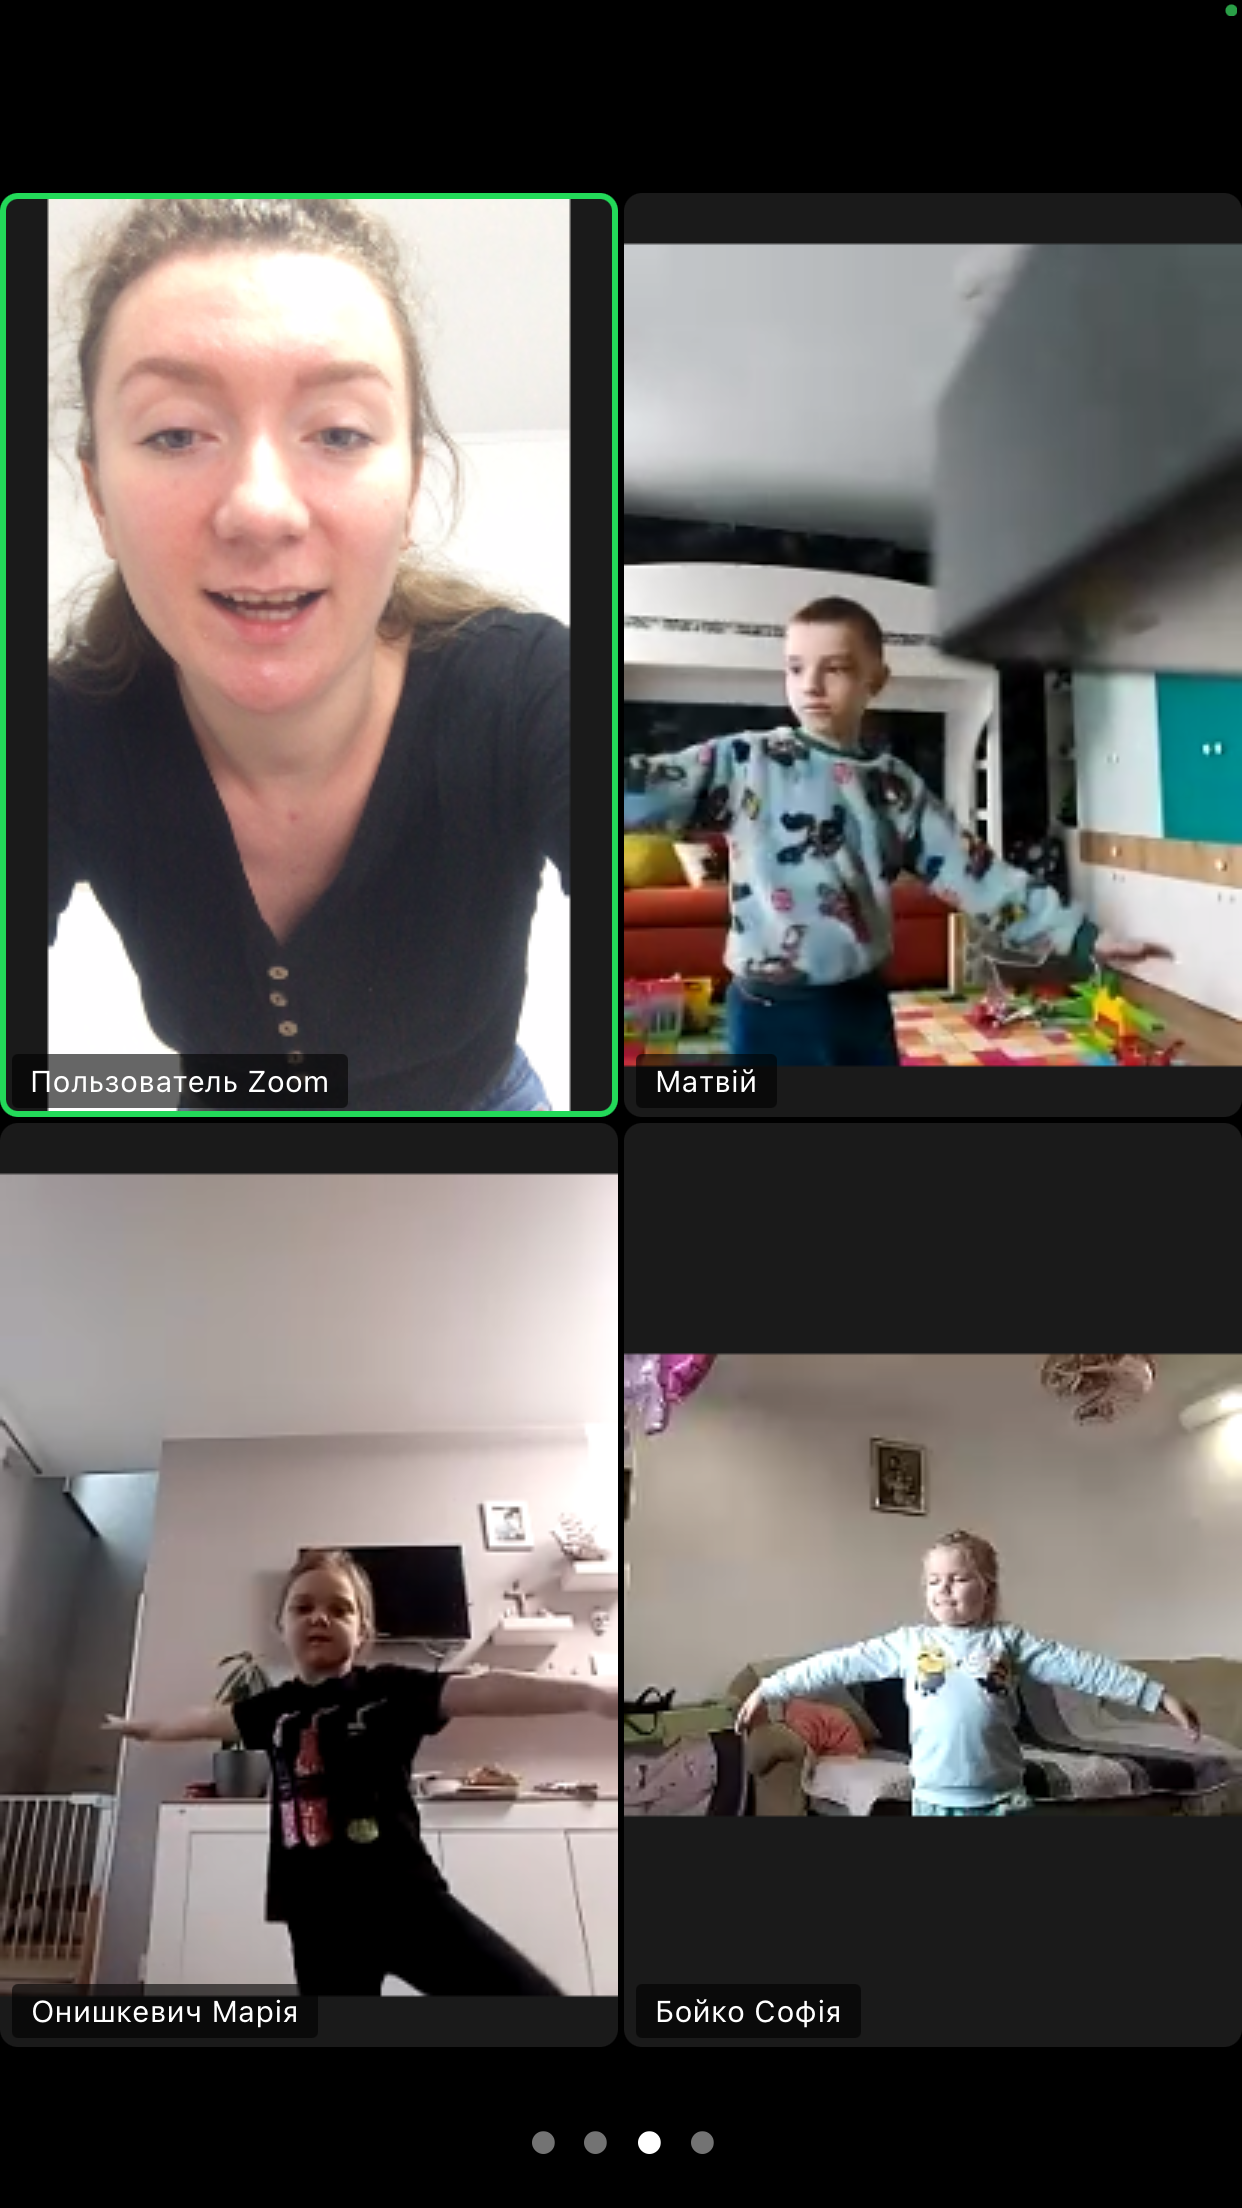 Пользователь Zoom
Матвій
Онишкевич Марія
Бойко Софія